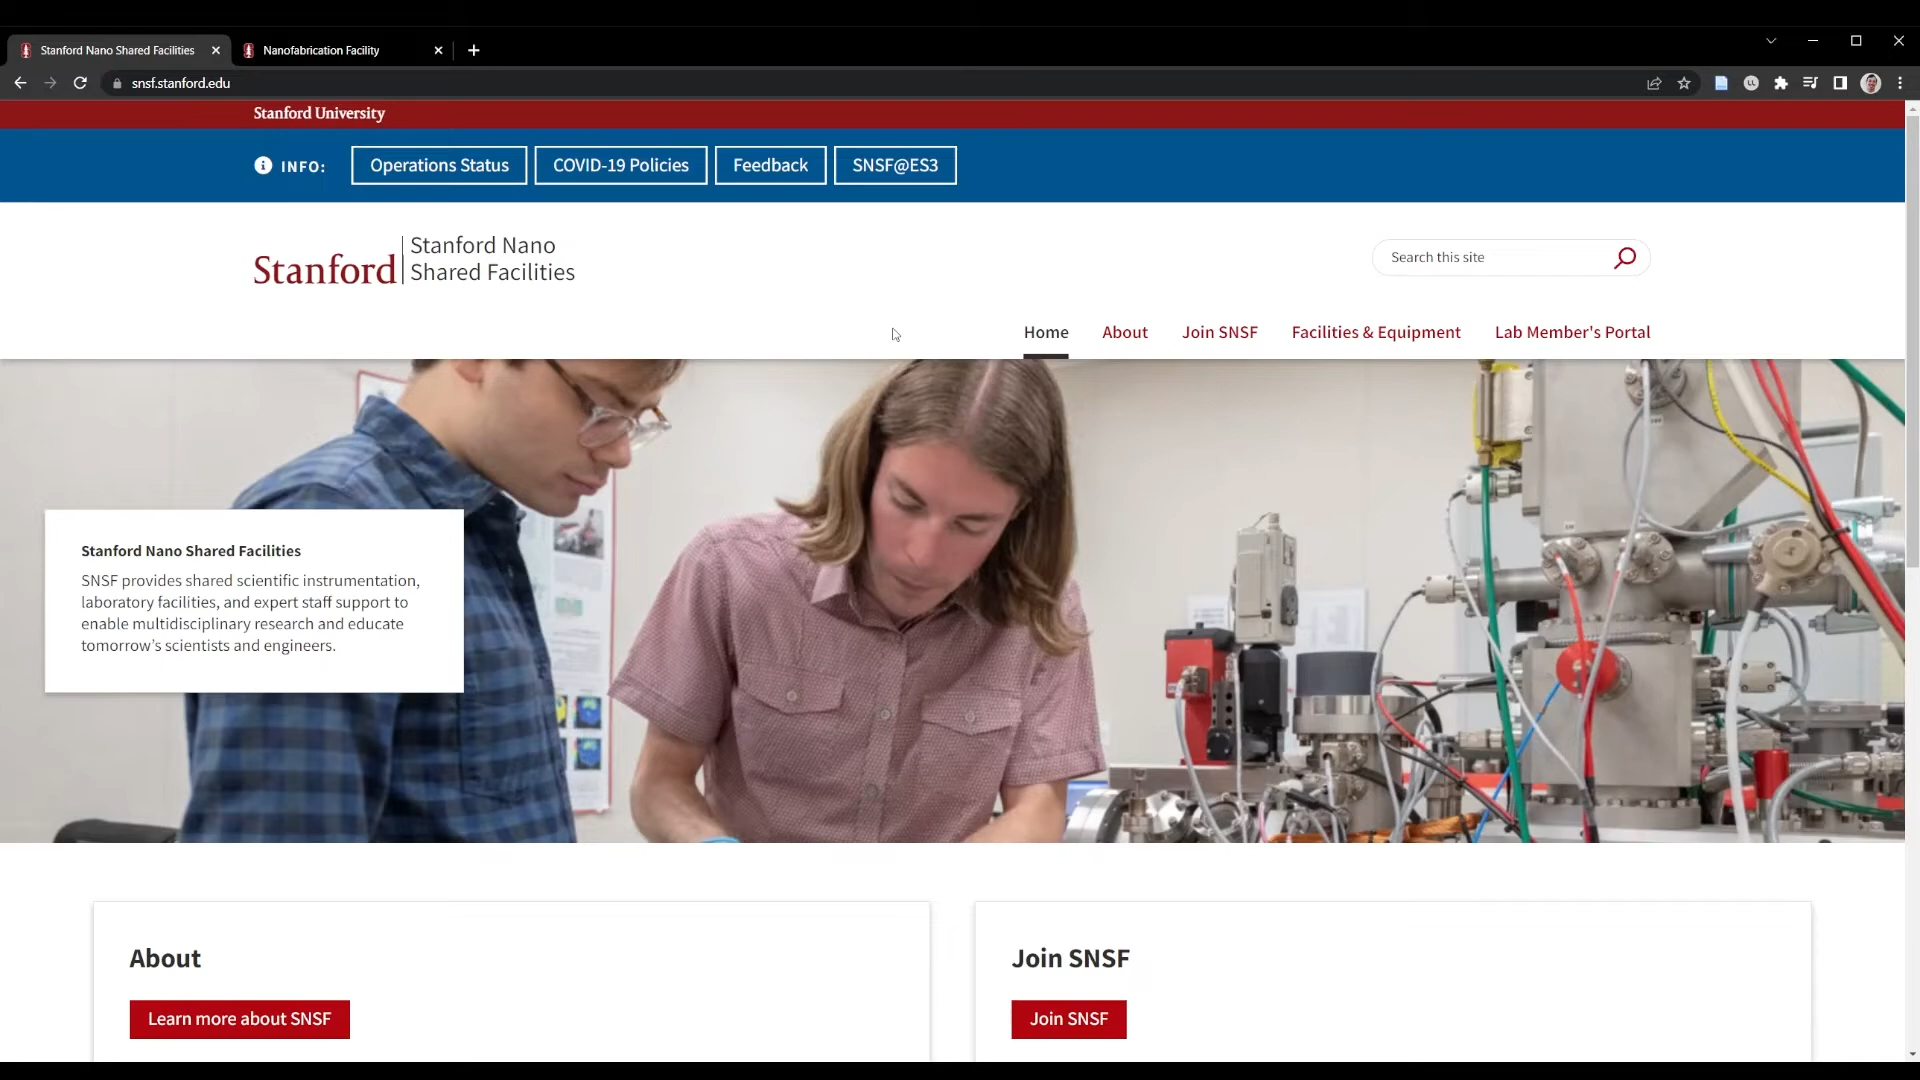 Stanford Nano Shared Facilities
Nanofabrication Facility
snsf.stanford.edu
Stanford University
INFO:
Operations Status
COVID-19 Policies
Feedback
SNSF@ES3
Stanford
Stanford Nano
Shared Facilities
Search this site
Home
About
Join SNSF
Facilities & Equipment
Lab Member's Portal
Stanford Nano Shared Facilities
SNSF provides shared scientific instrumentation,
laboratory facilities, and expert staff support to
enable multidisciplinary research and educate
tomorrow’s scientists and engineers.
About
Learn more about SNSF
Join SNSF
Join SNSF